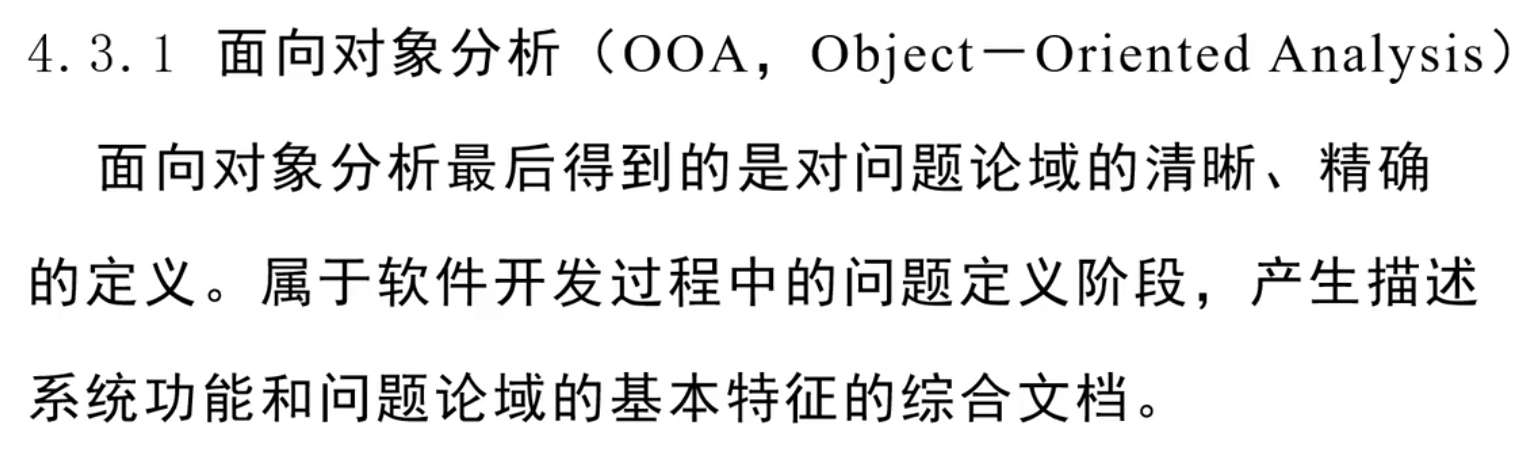 4.3.1 面向对象分析（OOA，Object－Oriented Analysis）
面向对象分析最后得到的是对问题论域的清晰、精确
的定义。属于软件开发过程中的问题定义阶段，产生描述
系统功能和问题论域的基本特征的综合文档。